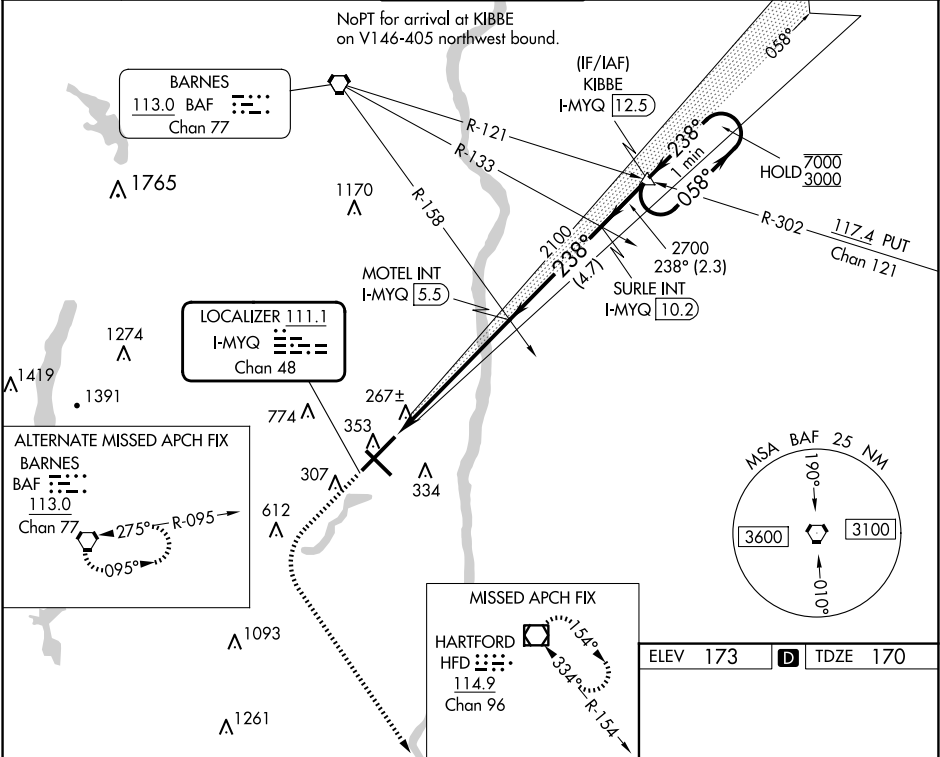 NoPT for arrival at KIBBE
on V146-405 northwest bound.
058°
BARNES
113.0 BAF
Chan 77
(IF/IAF)
KIBBE
I-MYQ 12.5
R-121
R-133
R-158
238°
1 min
058°
HOLD 7000
3000
1765
1170
R-302
117.4 PUT
Chan 121
2100
238°
(4.7)
2700
238° (2.3)
SURLE INT
I-MYQ 10.2
MOTEL INT
I-MYQ 5.5
LOCALIZER 111.1
I-MYQ
Chan 48
1274
1419
1391
774
267±
353
307
334
612
ALTERNATE MISSED APCH FIX
BARNES
BAF
113.0
Chan 77
275°
R-095
095°
MSA BAF 25 NM
190°
3600
3100
010°
1093
1261
MISSED APCH FIX
HARTFORD
HFD
114.9
Chan 96
154°
334°
R-154
ELEV 173 D TDZE 170